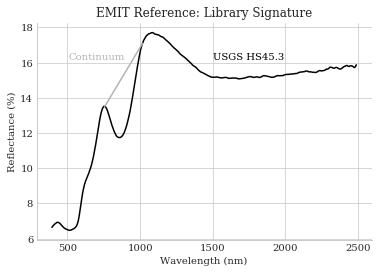 EMIT Reference: Library Signature
18
16
14
12
10
8
6
Reflectance (%)
Continuum
USGS HS45.3
500
1000
1500
2000
2500
Wavelength (nm)